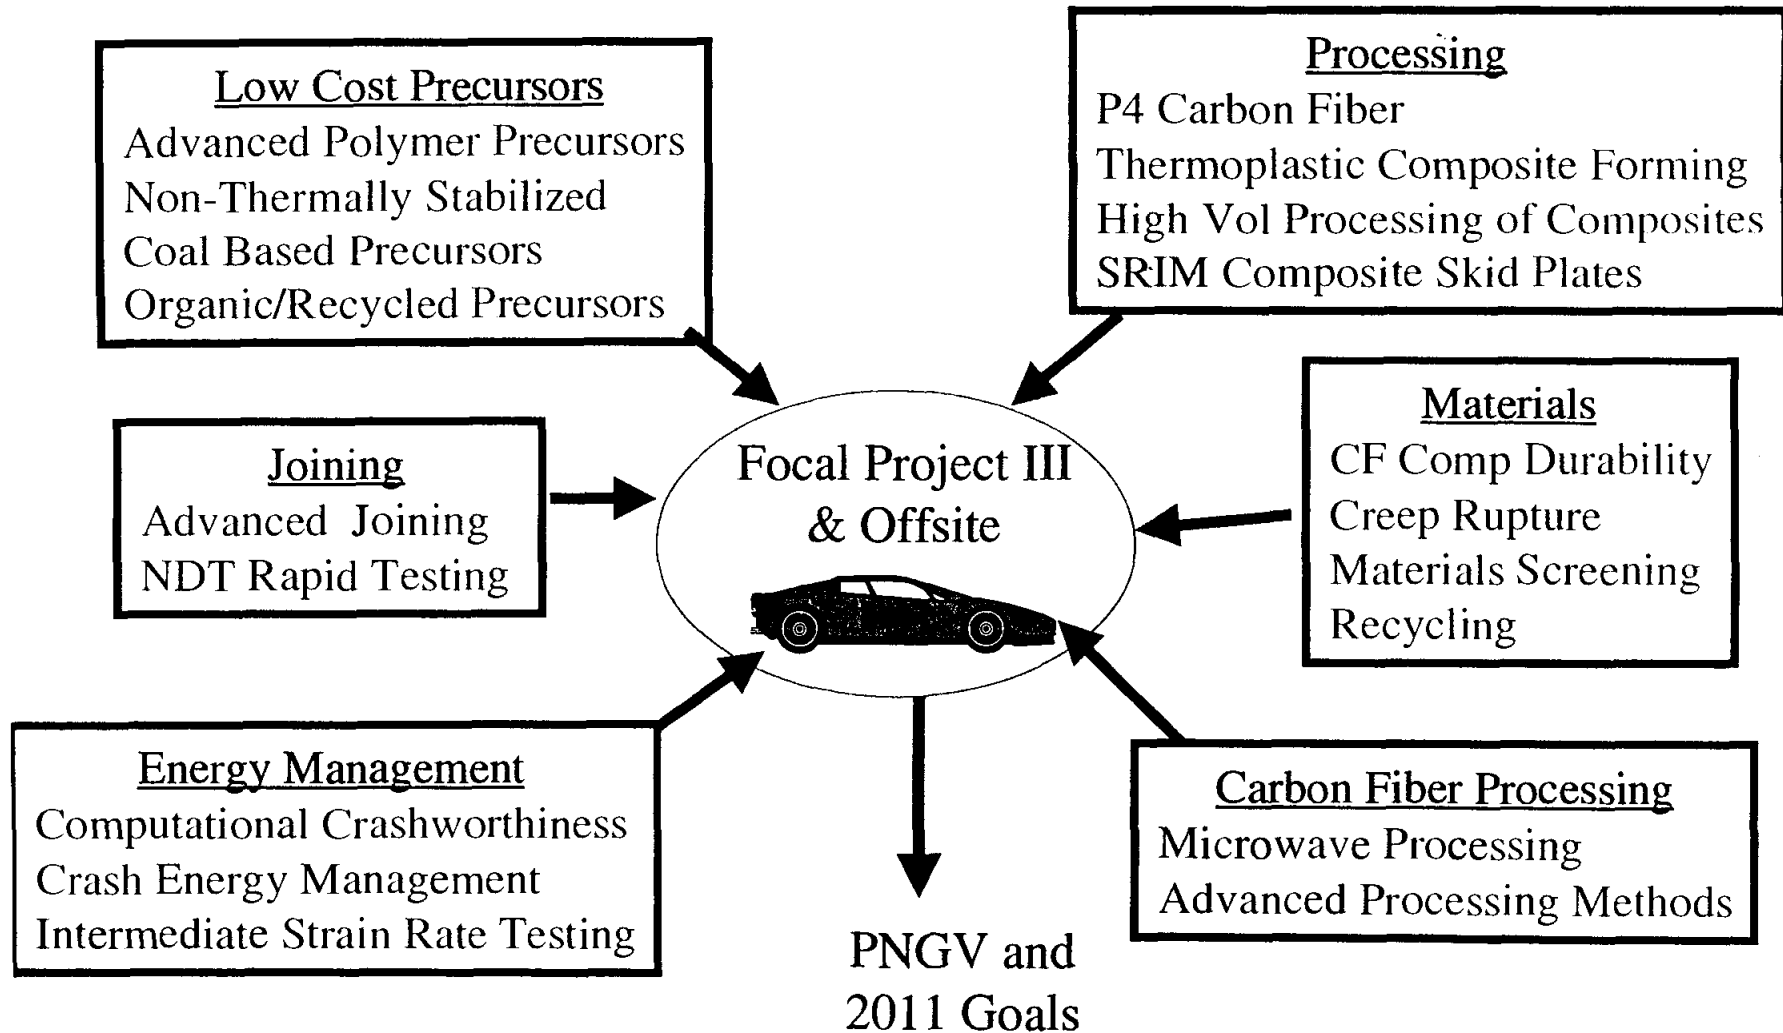 Low Cost Precursors
Advanced Polymer Precursors
Non-Thermally Stabilized
Coal Based Precursors
Organic/Recycled Precursors
Processing
P4 Carbon Fiber
Thermoplastic Composite Forming
High Vol Processing of Composites
SRIM Composite Skid Plates
Joining
Advanced Joining
NDT Rapid Testing
Focal Project III
& Offsite
Materials
CF Comp Durability
Creep Rupture
Materials Screening
Recycling
Energy Management
Computational Crashworthiness
Crash Energy Management
Intermediate Strain Rate Testing
Carbon Fiber Processing
Microwave Processing
Advanced Processing Methods
PNGV and
2011 Goals